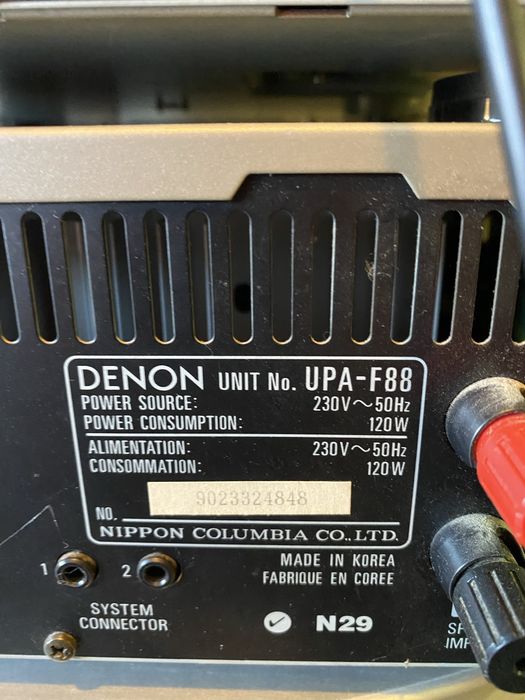 DENON UNIT No. UPA-F88
POWER SOURCE: 230V~50Hz
POWER CONSUMPTION: 120W
ALIMENTATION: 230V~50Hz
CONSOMMATION: 120W
NO. 9023324848
NIPPON COLUMBIA CO.,LTD.
MADE IN KOREA
FABRIQUE EN COREE
1 2
SYSTEM
CONNECTOR
N29